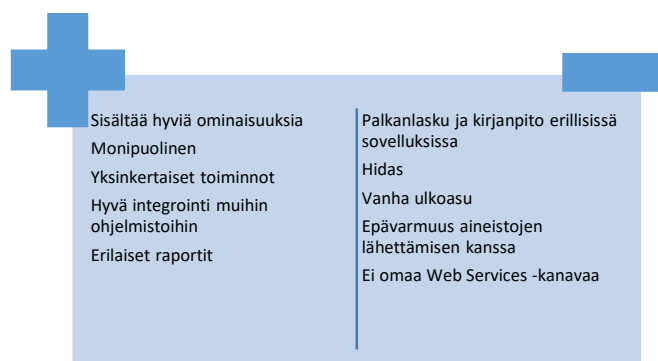 Sisältää hyviä ominaisuuksia
Monipuolinen
Yksinkertaiset toiminnot
Hyvä integrointi muihin
ohjelmistoihin
Erilaiset raportit
Palkanlasku ja kirjanpito erillisissä
sovelluksissa
Hidas
Vanha ulkoasu
Epävarmuus aineistojen
lähettämisen kanssa
Ei omaa Web Services -kanavaa